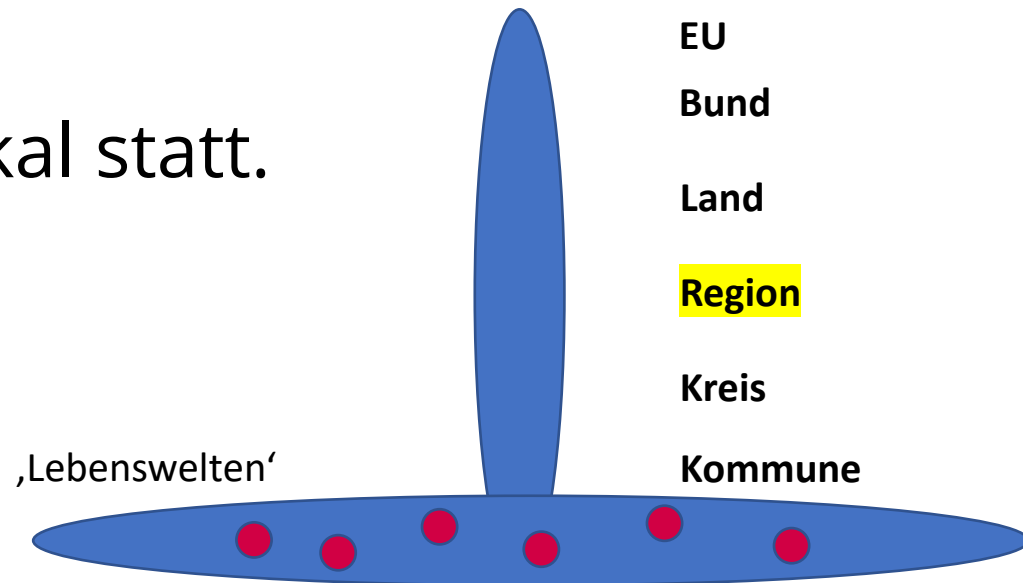 EU
Bund
kal statt.
Land
Region
Kreis
‚Lebenswelten‘
Kommune